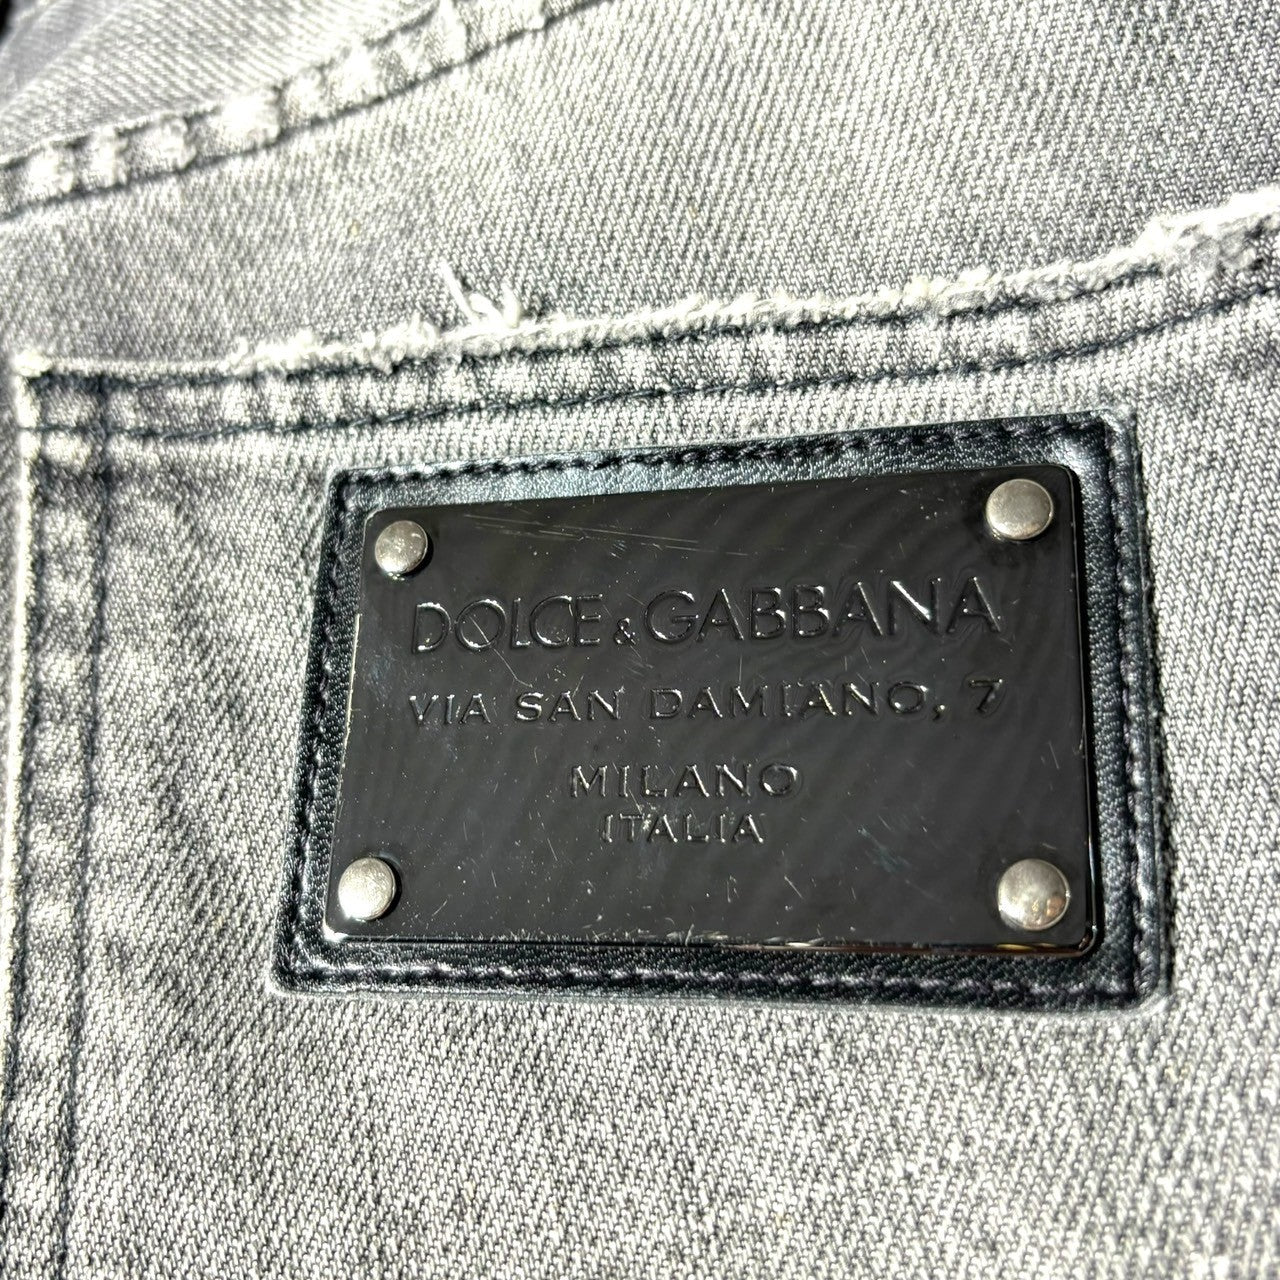 DOLCE & GABBANA
VIA SAN DAMIANO, 7
MILANO
ITALIA